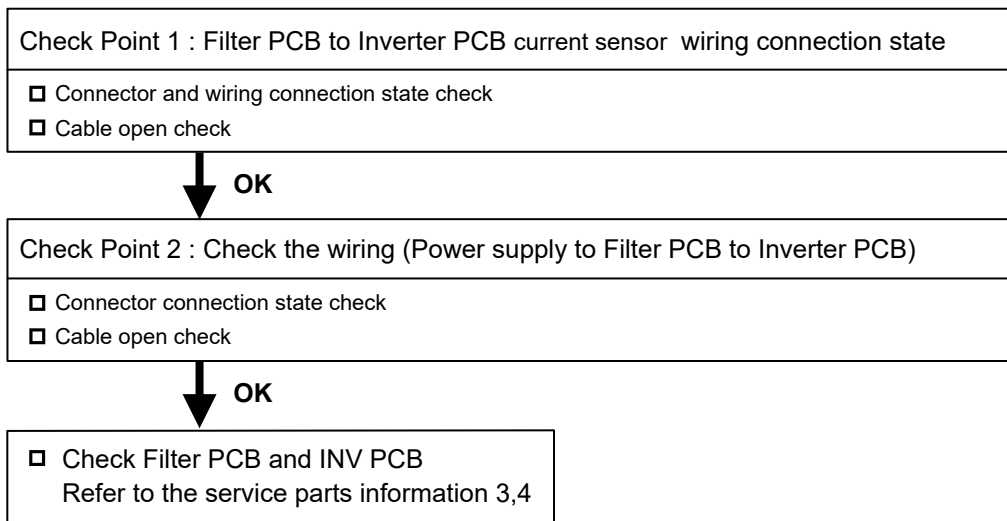 Check Point 1 : Filter PCB to Inverter PCB current sensor wiring connection state
Connector and wiring connection state check
Cable open check
OK
Check Point 2 : Check the wiring (Power supply to Filter PCB to Inverter PCB)
Connector connection state check
Cable open check
OK
Check Filter PCB and INV PCB
Refer to the service parts information 3,4